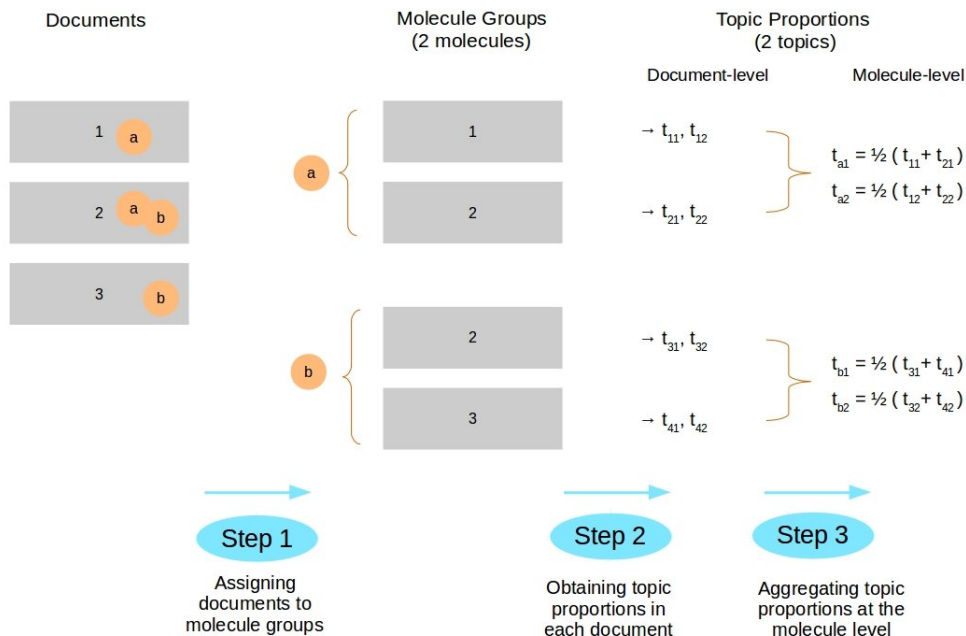 Documents
Molecule Groups
(2 molecules)
Topic Proportions
(2 topics)
Document-level
Molecule-level
1
a
2
a
b
3
b
a
1
2
→ t11, t12
→ t21, t22
ta1 = ½ ( t11+ t21)
ta2 = ½ ( t12+ t22)
b
2
3
→ t31, t32
→ t41, t42
tb1 = ½ ( t31+ t41)
tb2 = ½ ( t32+ t42)
Step 1
Assigning
documents to
molecule groups
Step 2
Obtaining topic
proportions in
each document
Step 3
Aggregating topic
proportions at the
molecule level